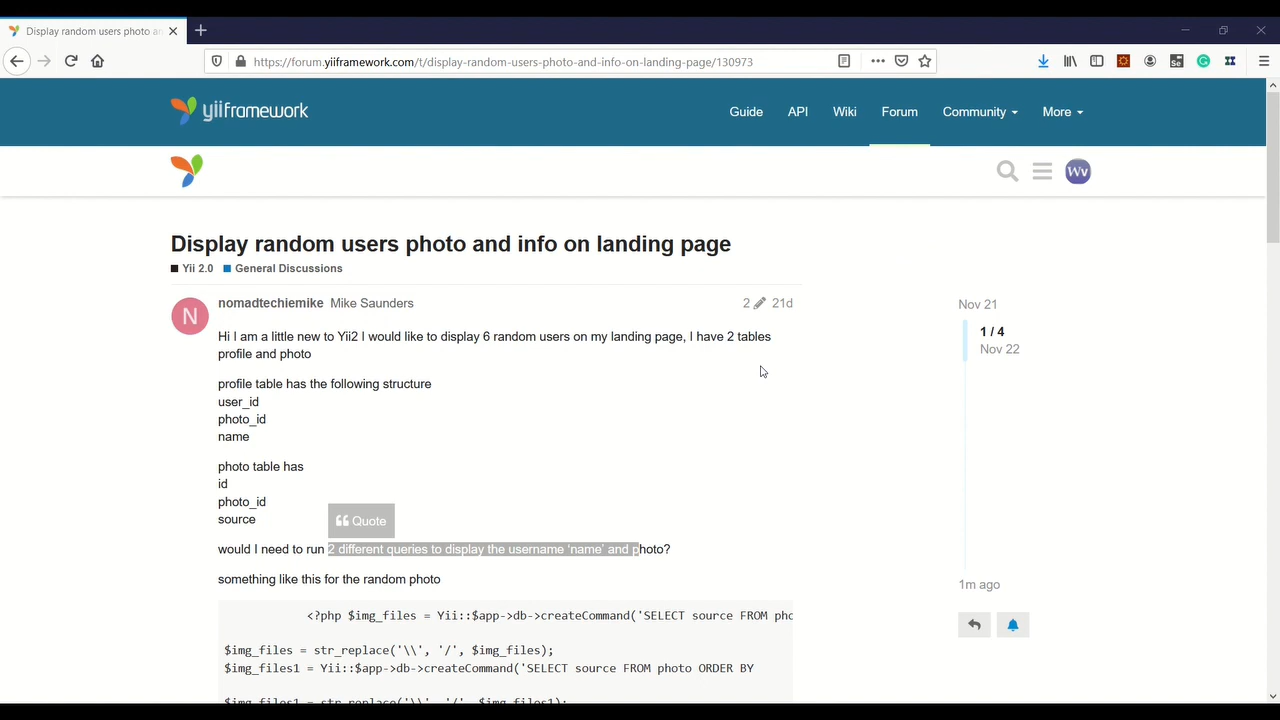 Display random users photo an
https://forum.yiiframework.com/t/display-random-users-photo-and-info-on-landing-page/130973
yiiframework
Guide API Wiki Forum Community More
Wv
Display random users photo and info on landing page
Yii 2.0 General Discussions
N
nomadtechiemike Mike Saunders 2 21d
Hi I am a little new to Yii2 I would like to display 6 random users on my landing page, I have 2 tables
profile and photo
profile table has the following structure
user_id
photo_id
name
photo table has
id
photo_id
source
Quote
would I need to run 2 different queries to display the username ‘name’ and photo?
something like this for the random photo
<?php $img_files = Yii::$app->db->createCommand('SELECT source FROM pho
$img_files = str_replace('\\', '/', $img_files);
$img_files1 = Yii::$app->db->createCommand('SELECT source FROM photo ORDER BY
$img_files1 = str_replace('\\', '/', $img_files1);
Nov 21
1 / 4
Nov 22
1m ago